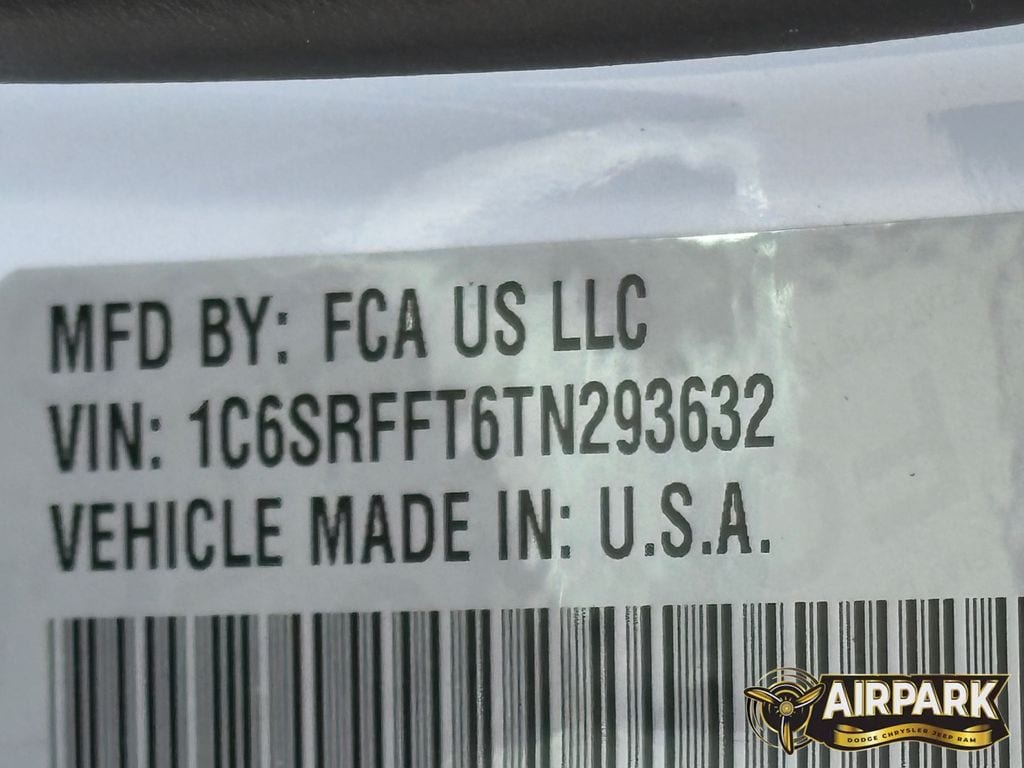 MFD BY: FCA US LLC
VIN: 1C6SRFFT6TN293632
VEHICLE MADE IN: U.S.A.
AIRPARK
DODGE CHRYSLER JEEP RAM